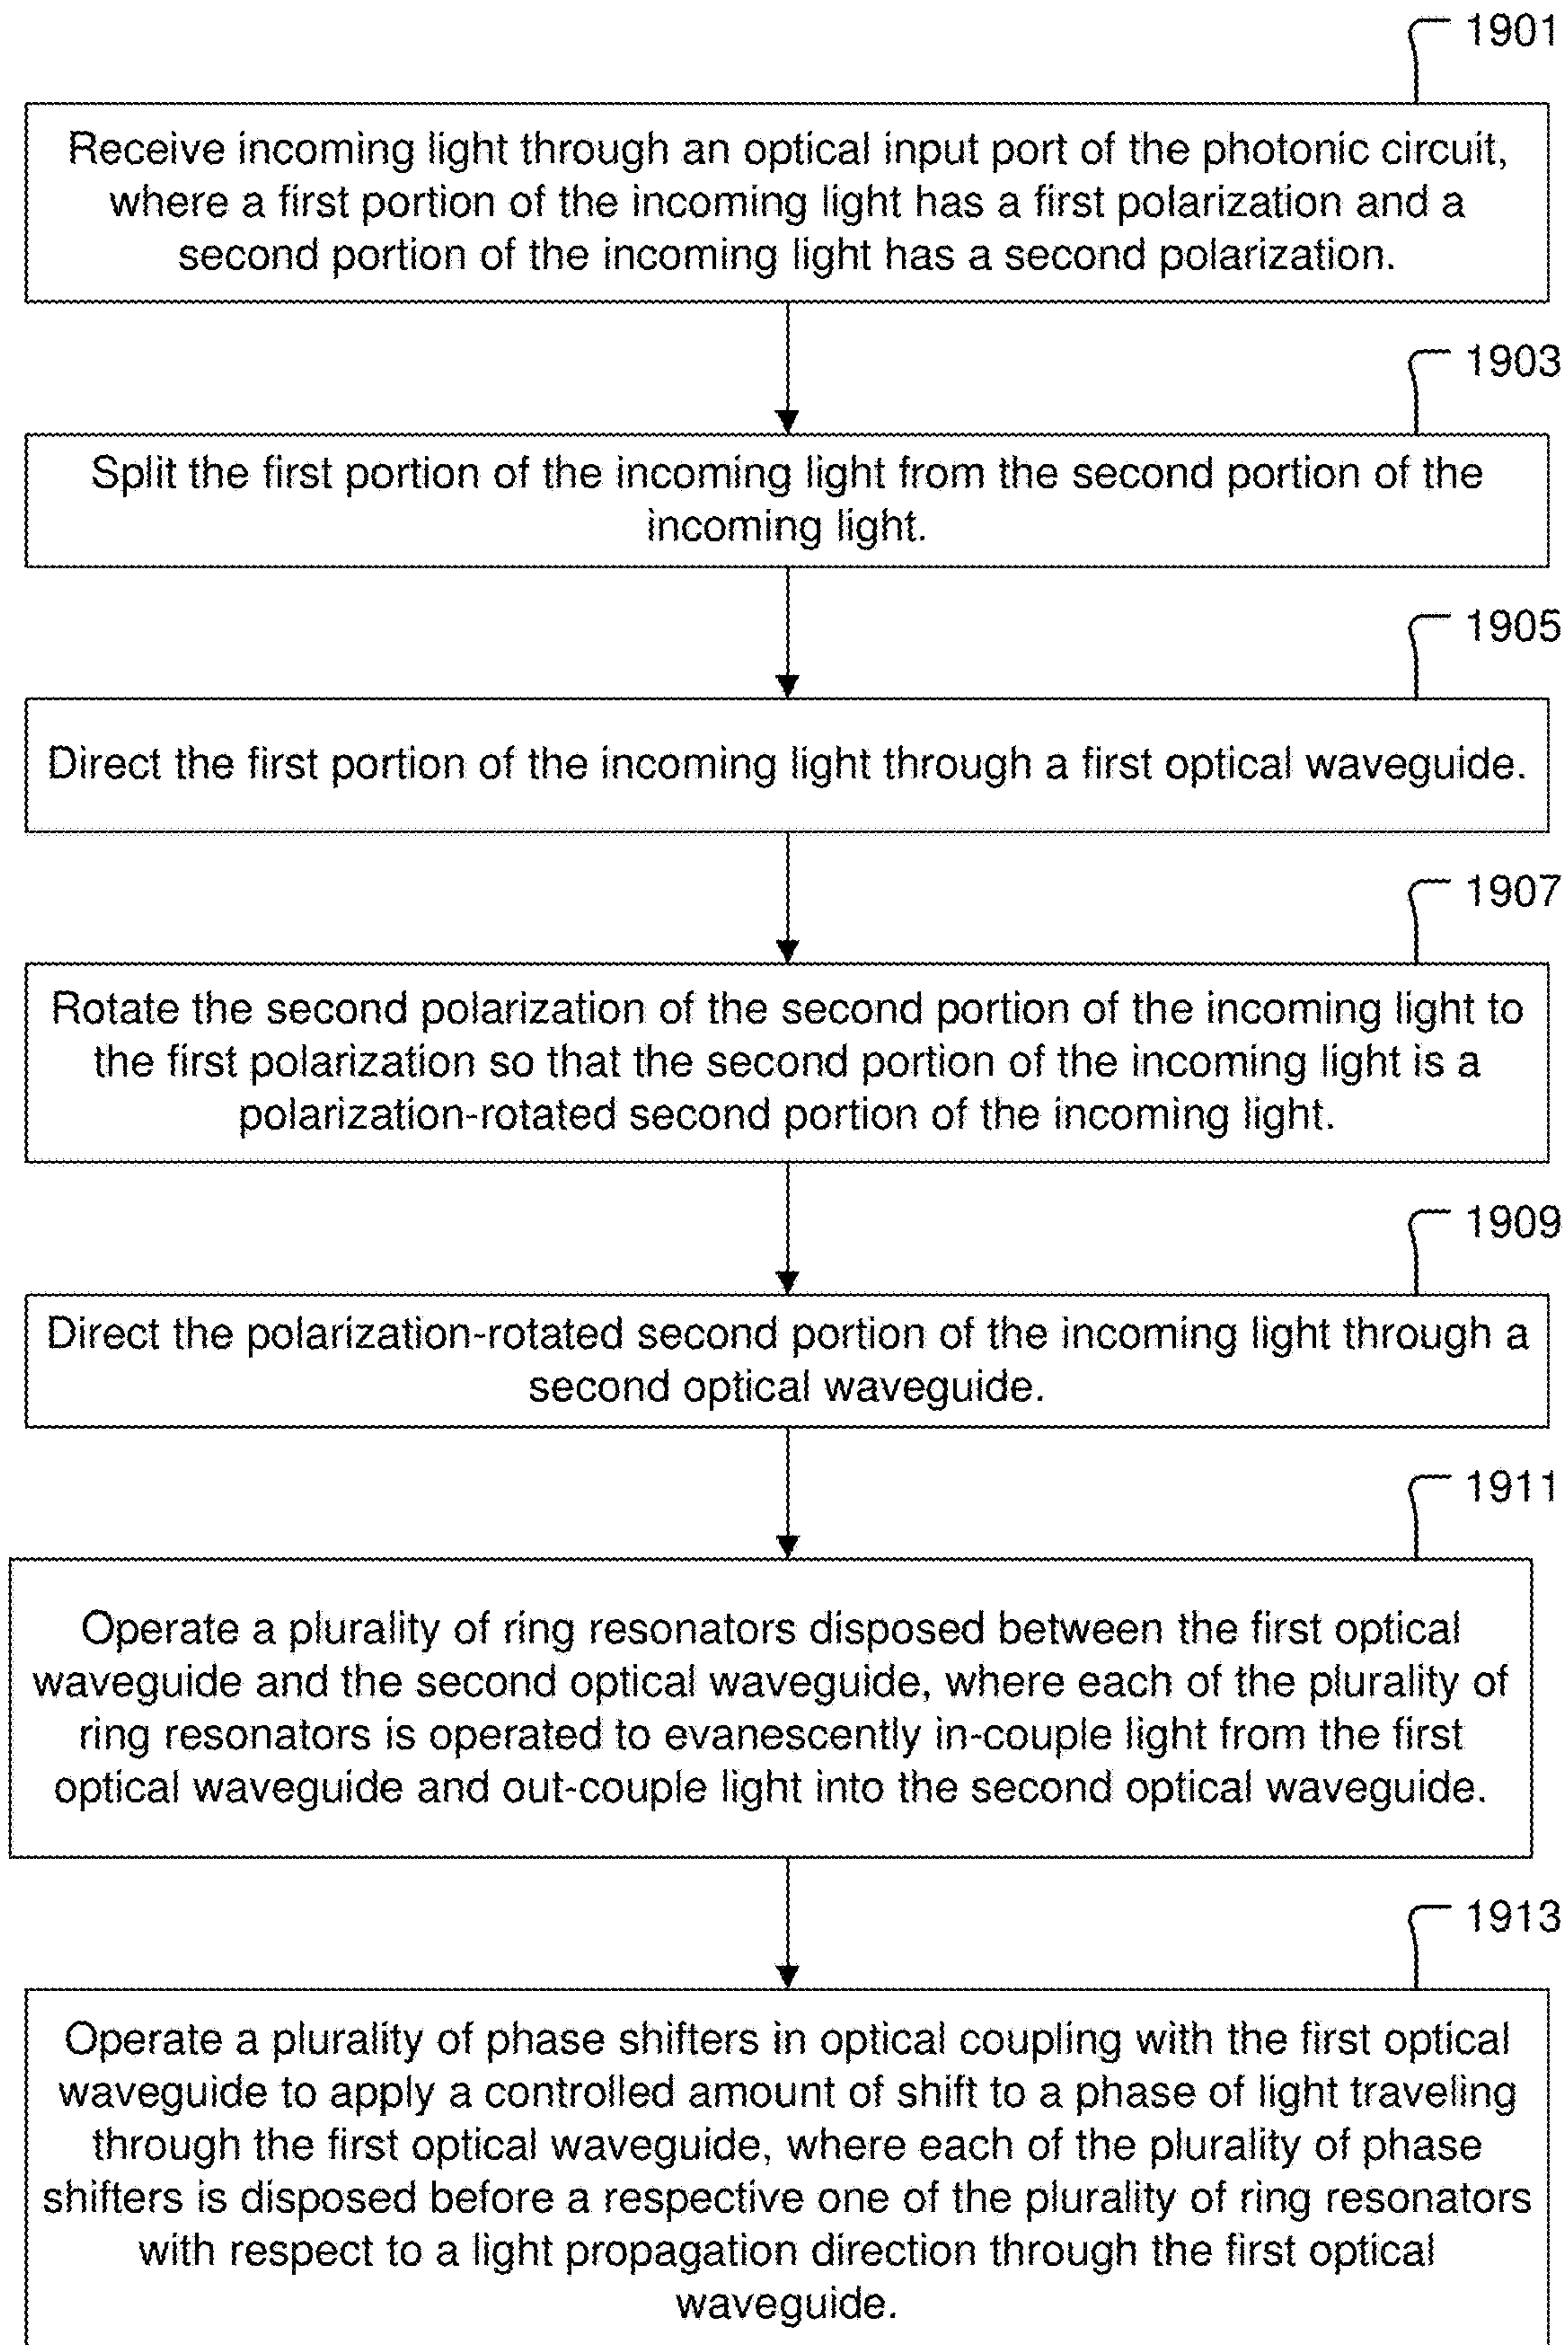 1901
Receive incoming light through an optical input port of the photonic circuit,
where a first portion of the incoming light has a first polarization and a
second portion of the incoming light has a second polarization.
1903
Split the first portion of the incoming light from the second portion of the
incoming light.
1905
Direct the first portion of the incoming light through a first optical waveguide.
1907
Rotate the second polarization of the second portion of the incoming light to
the first polarization so that the second portion of the incoming light is a
polarization-rotated second portion of the incoming light.
1909
Direct the polarization-rotated second portion of the incoming light through a
second optical waveguide.
1911
Operate a plurality of ring resonators disposed between the first optical
waveguide and the second optical waveguide, where each of the plurality of
ring resonators is operated to evanescently in-couple light from the first
optical waveguide and out-couple light into the second optical waveguide.
1913
Operate a plurality of phase shifters in optical coupling with the first optical
waveguide to apply a controlled amount of shift to a phase of light traveling
through the first optical waveguide, where each of the plurality of phase
shifters is disposed before a respective one of the plurality of ring resonators
with respect to a light propagation direction through the first optical
waveguide.